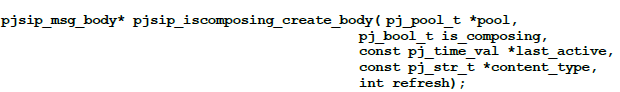 pjsip_msg_body* pjsip_iscomposing_create_body( pj_pool_t *pool,
pj_bool_t is_composing,
const pj_time_val *last_active,
const pj_str_t *content_type,
int refresh);